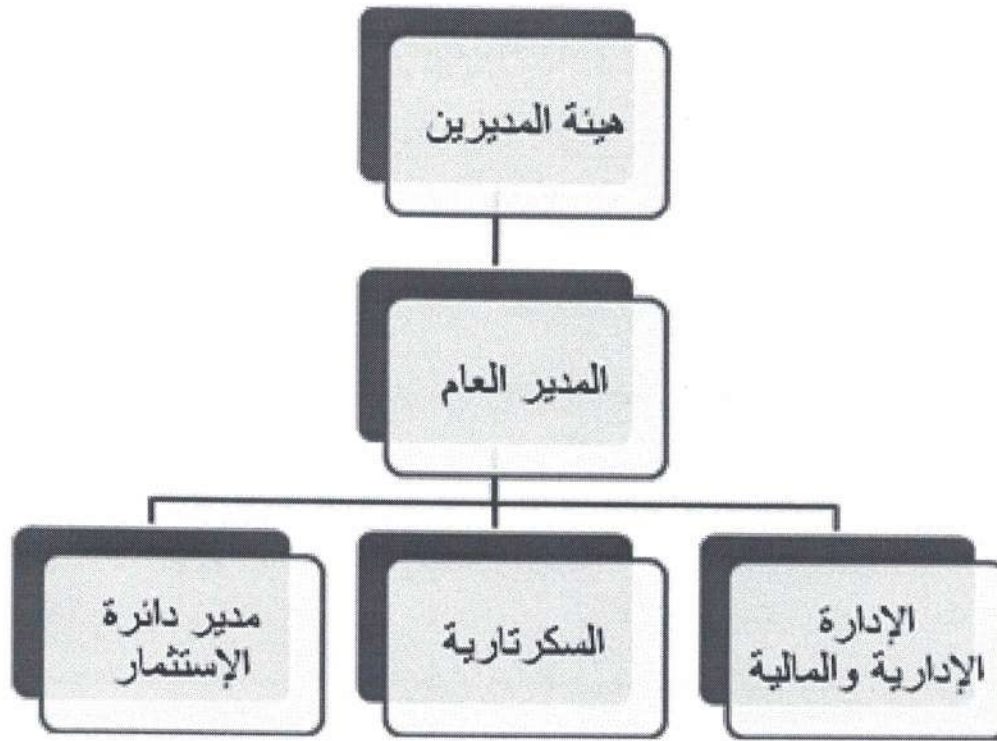 هيئة المديرين
المدير العام
الإدارة
الإدارية والمالية
السكرتارية
مدير دائرة
الإستثمار